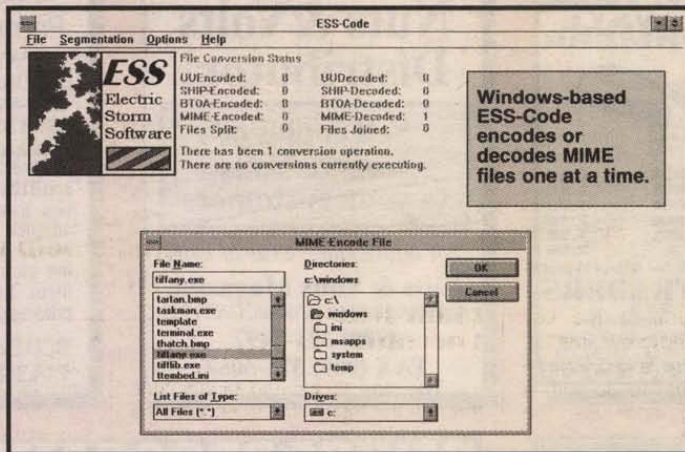 ESS-Code
File Segmentation Options Help
ESS
Electric
Storm
Software
File Conversion Status
UUEncoded: 0 UUDecoded: 0
SHIP-Encoded: 0 SHIP-Decoded: 0
BTOA-Encoded: 0 BTOA-Decoded: 0
MIME-Encoded: 0 MIME-Decoded: 1
Files Split: 0 Files Joined: 0
There has been 1 conversion operation.
There are no conversions currently executing.
Windows-based
ESS-Code
encodes or
decodes MIME
files one at a time.
MIME-Encode File
File Name:
tiffany.exe
tartan.bmp
taskman.exe
template
terminal.exe
thatch.bmp
tiffany.exe
tifflib.exe
ttembed.ini
List Files of Type:
All Files (*.*)
Directories:
c:\windows
c:\
windows
ini
msapps
system
temp
Drives:
c:
OK
Cancel